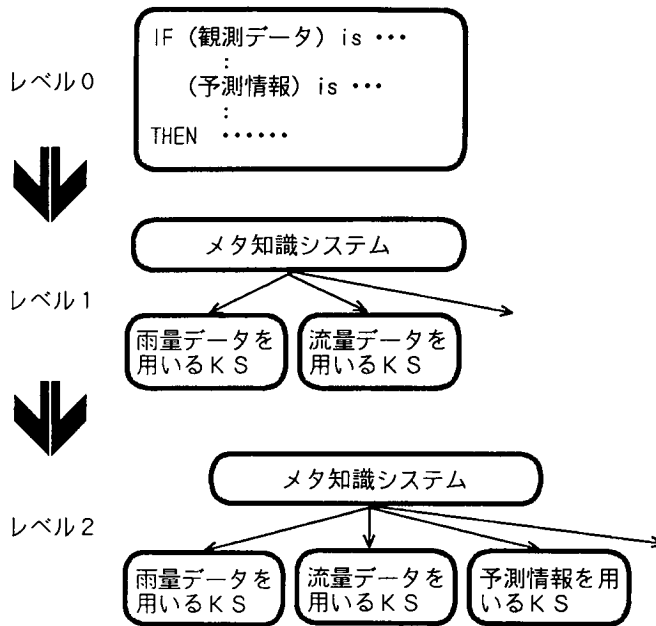 レベル0
IF (観測データ) is ・・・
:
(予測情報) is ・・・
:
THEN ・・・・・・
メタ知識システム
レベル1
雨量データを
用いるＫＳ
流量データを
用いるＫＳ
メタ知識システム
レベル2
雨量データを
用いるＫＳ
流量データを
用いるＫＳ
予測情報を用
いるＫＳ